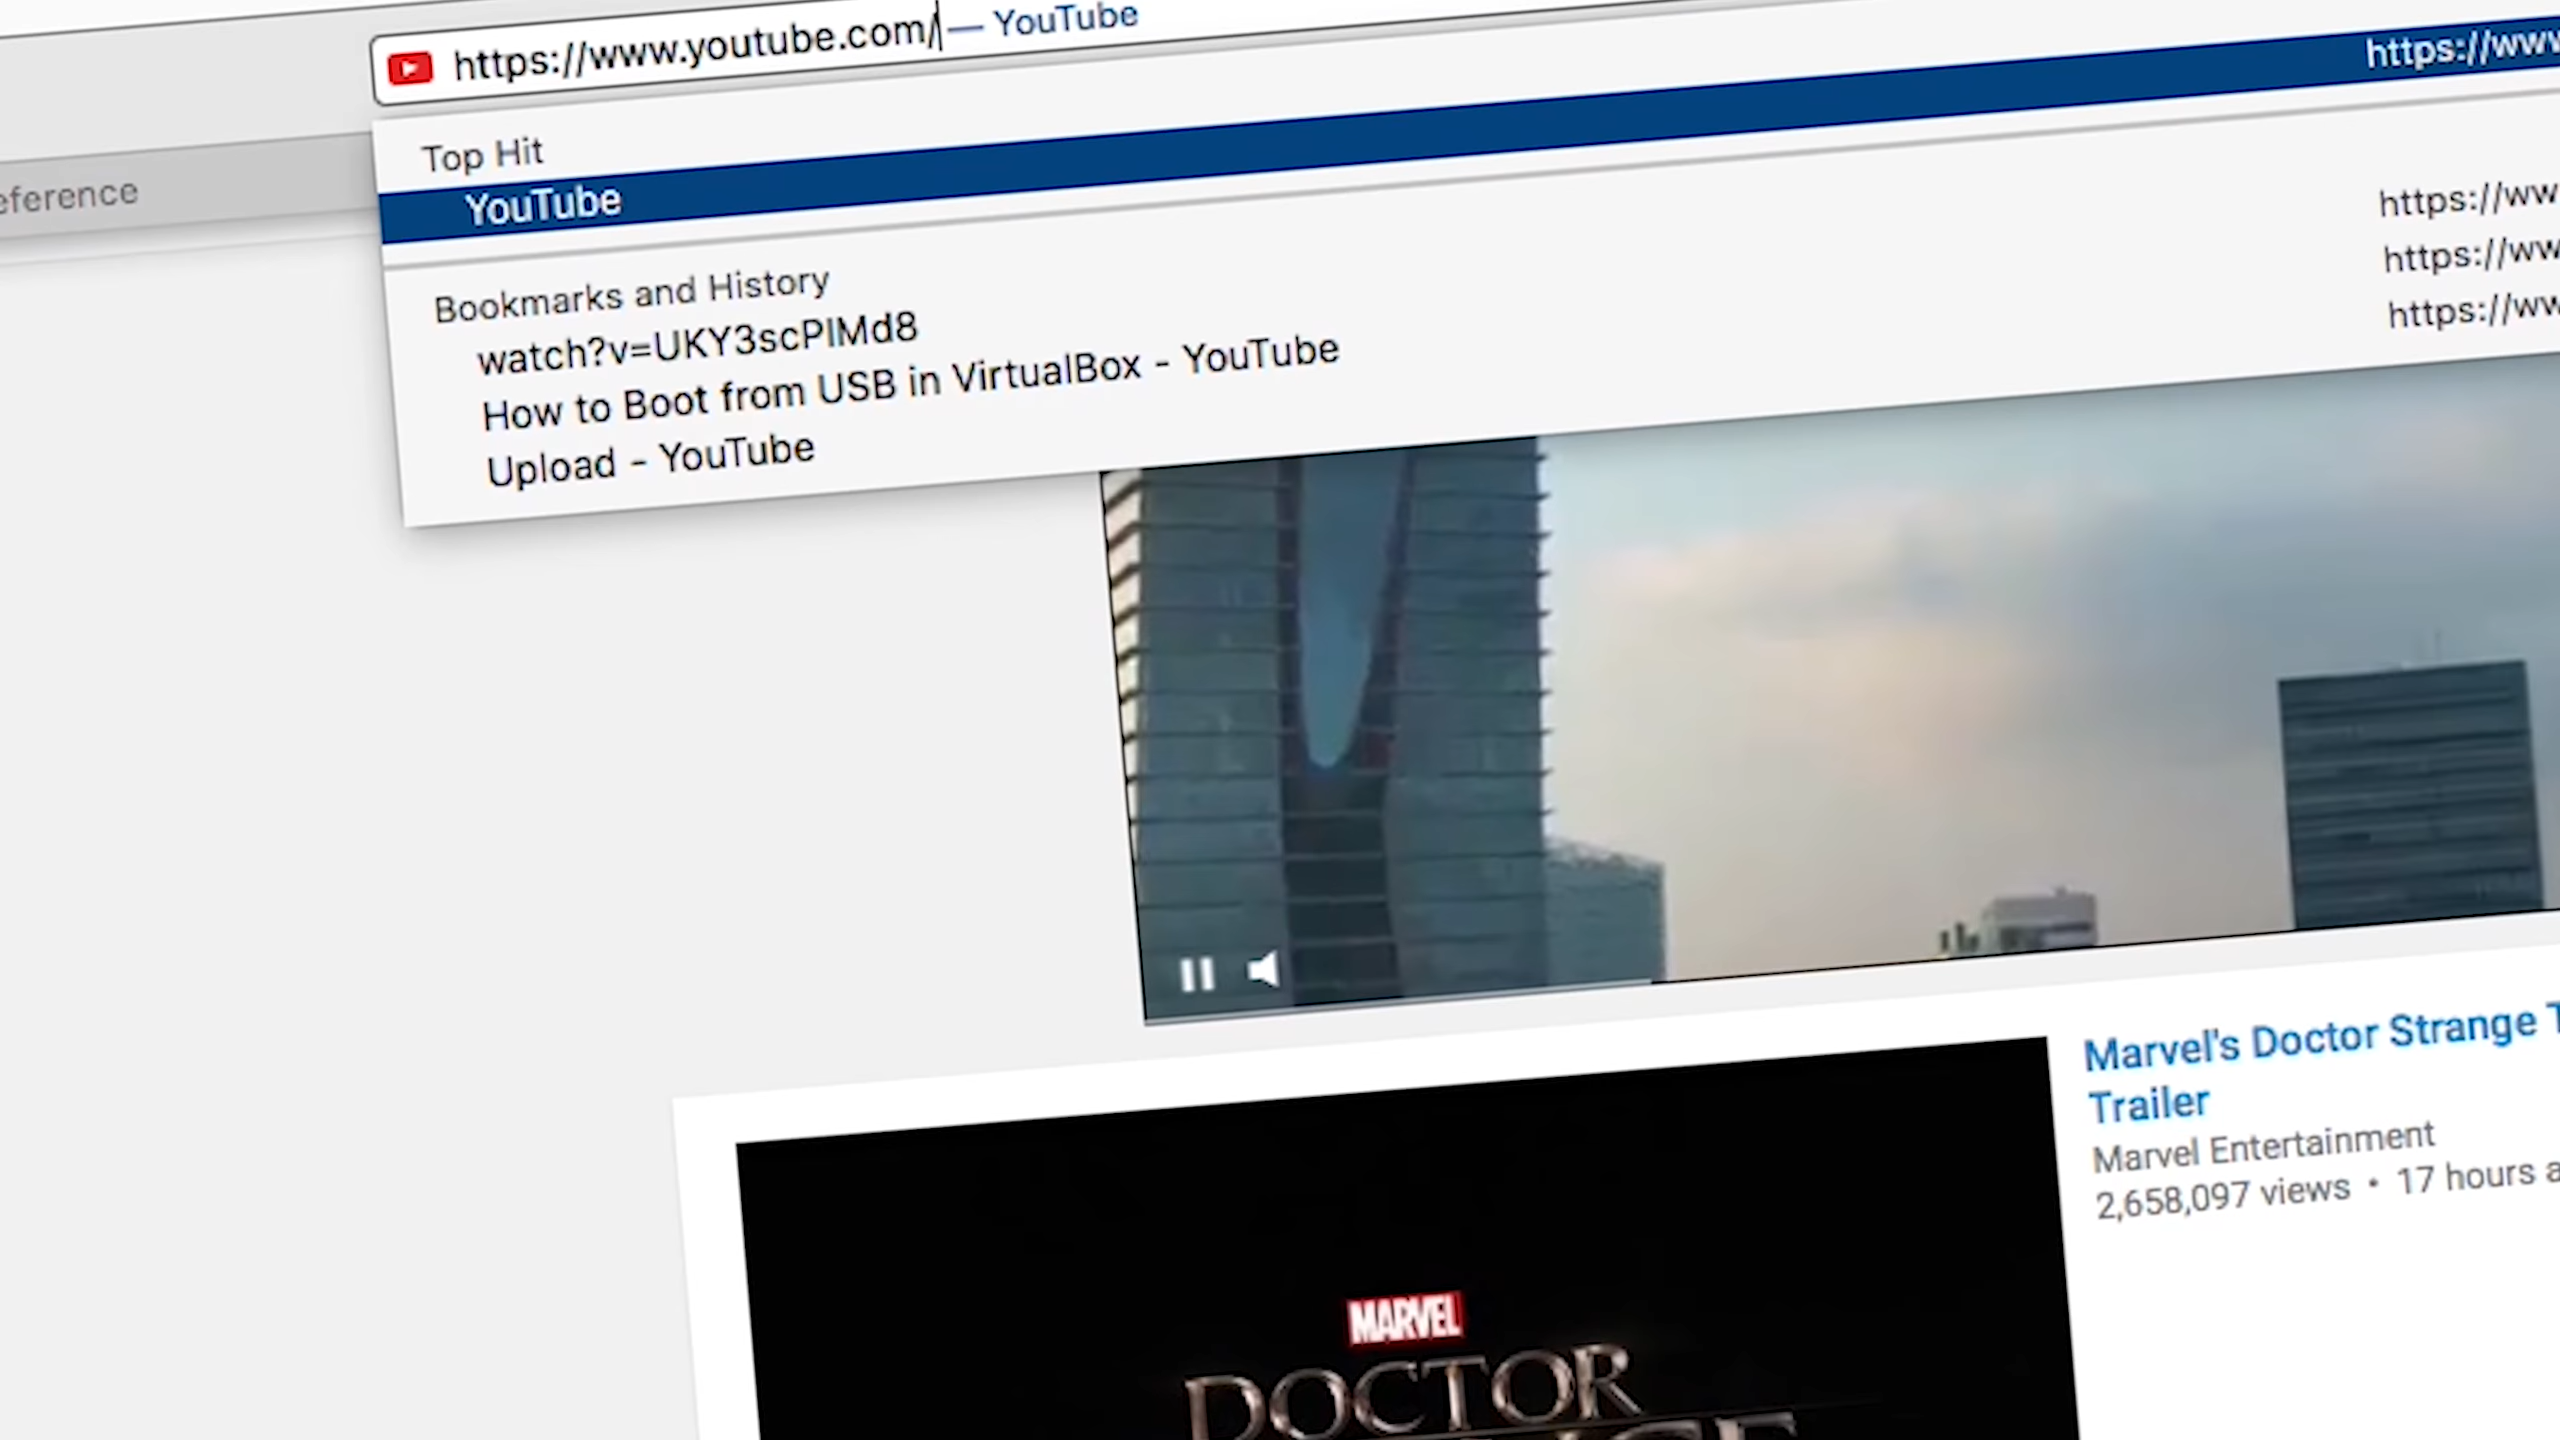 https://www.youtube.com/ — YouTube
https://www
Top Hit
eference
YouTube
https://ww
Bookmarks and History
watch?v=UKY3scPlMd8
https://ww
How to Boot from USB in VirtualBox - YouTube
https://ww
Upload - YouTube
Marvel's Doctor Strange T
Trailer
Marvel Entertainment
2,658,097 views • 17 hours a
MARVEL
DOCTOR